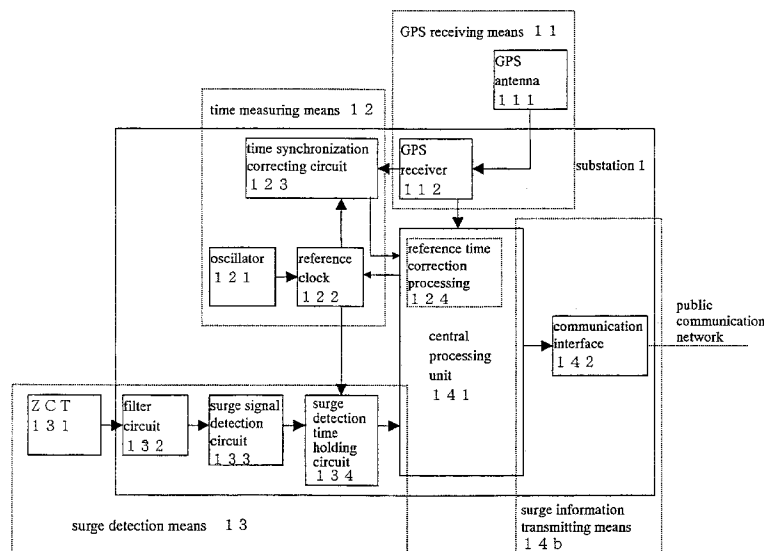 GPS receiving means 1 1
GPS
antenna
1 1 1
time measuring means 1 2
time synchronization
correcting circuit
1 2 3
GPS
receiver
1 1 2
substation 1
oscillator
1 2 1
reference
clock
1 2 2
reference time
correction
processing
1 2 4
central
processing
unit
1 4 1
communication
interface
1 4 2
public
communication
network
Z C T
1 3 1
filter
circuit
1 3 2
surge signal
detection
circuit
1 3 3
surge
detection
time
holding
circuit
1 3 4
surge detection means 1 3
surge information
transmitting means
1 4 b